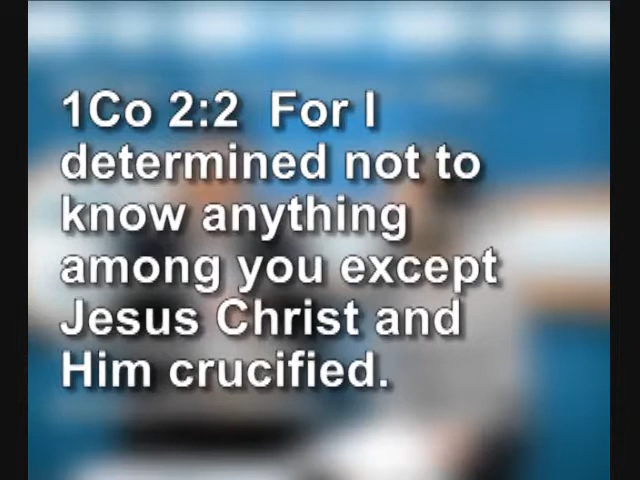 1Co 2:2 For I
determined not to
know anything
among you except
Jesus Christ and
Him crucified.